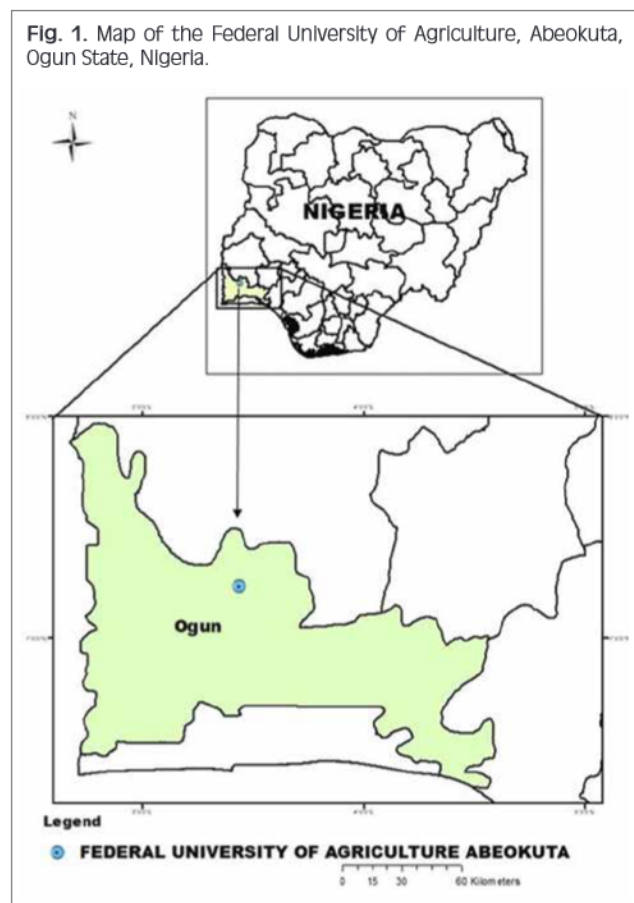 Fig. 1. Map of the Federal University of Agriculture, Abeokuta,
Ogun State, Nigeria.
N
NIGERIA
Ogun
Legend
FEDERAL UNIVERSITY OF AGRICULTURE ABEOKUTA
0 15 30 60 Kilometers